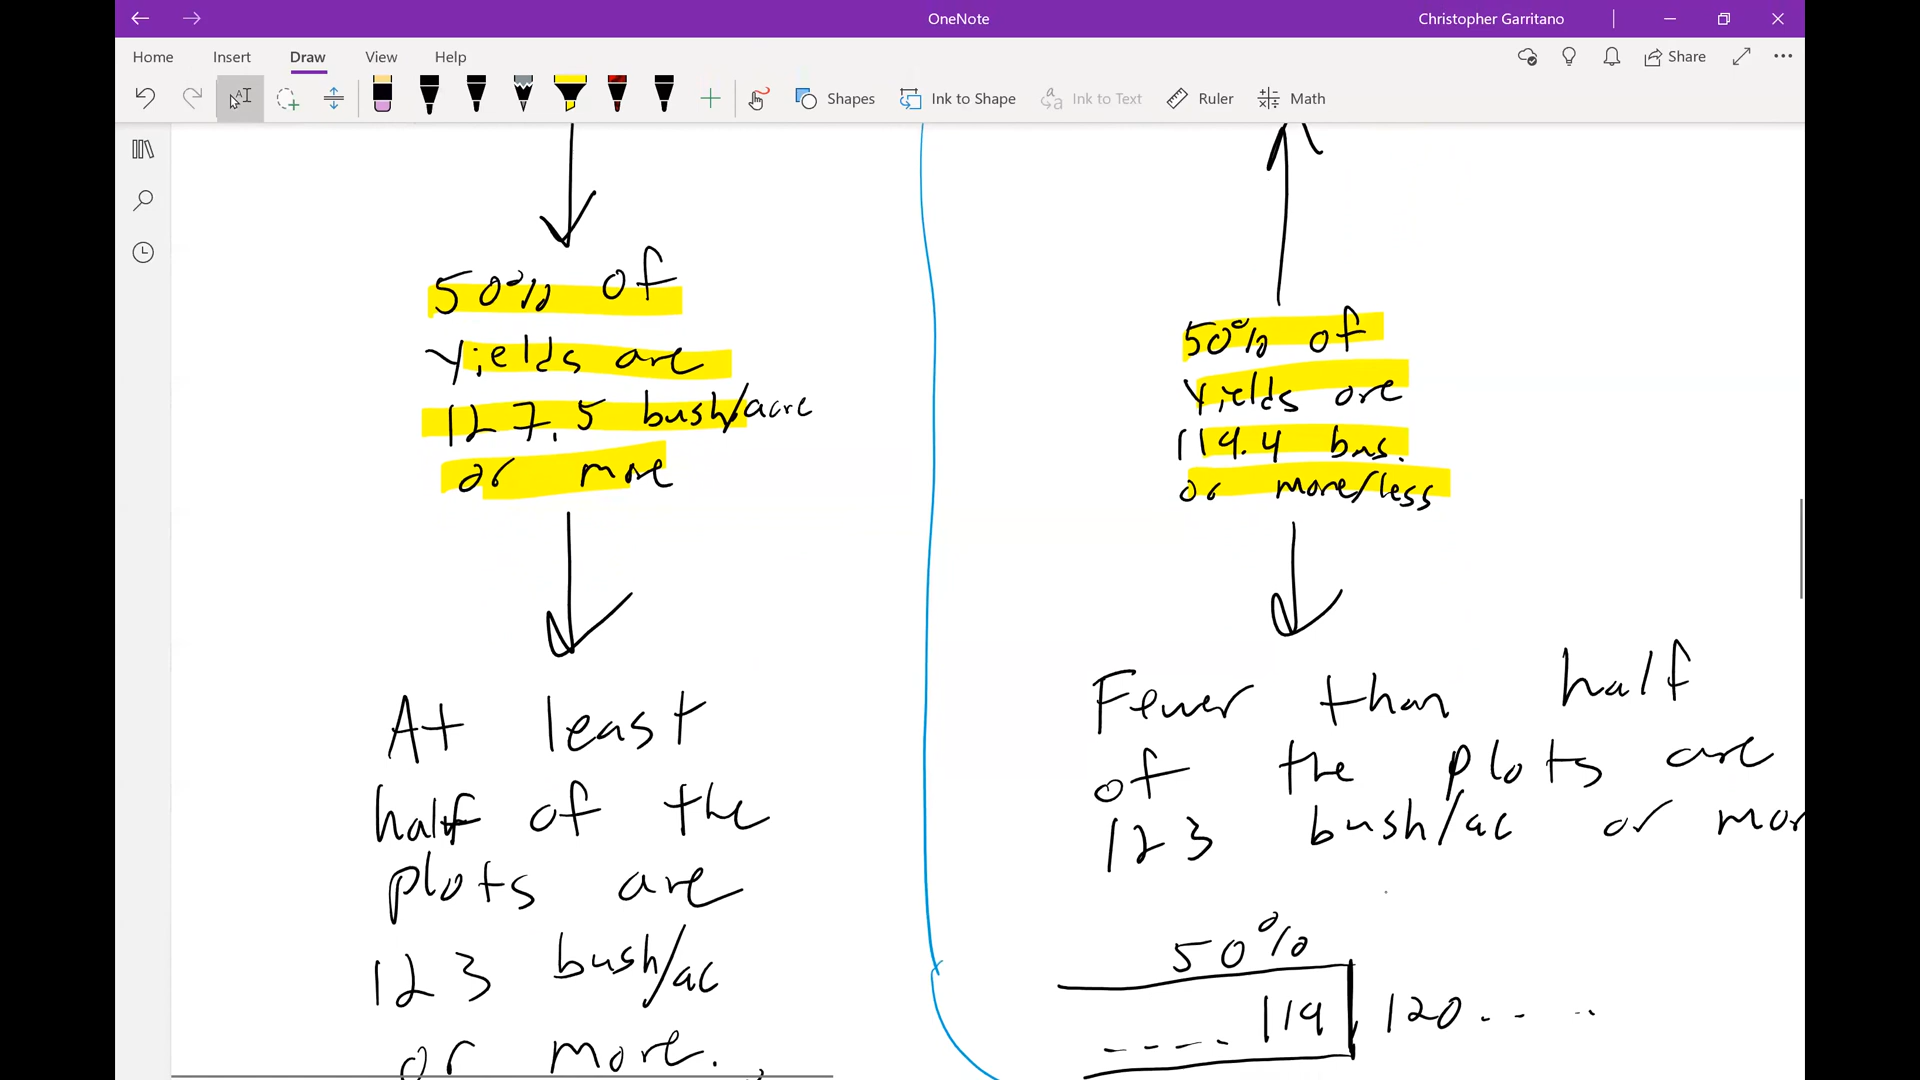 OneNote
Christopher Garritano
Home Insert Draw View Help
Share
Shapes Ink to Shape Ink to Text Ruler Math
50% of
yields are
127.5 bush/acre
or more
At least
half of the
plots are
123 bush/ac
or more.
50% of
Yields are
119.4 bus.
or more/less
Fewer than half
of the plots are
123 bush/ac or mor
50%
---- 119 120 -- --